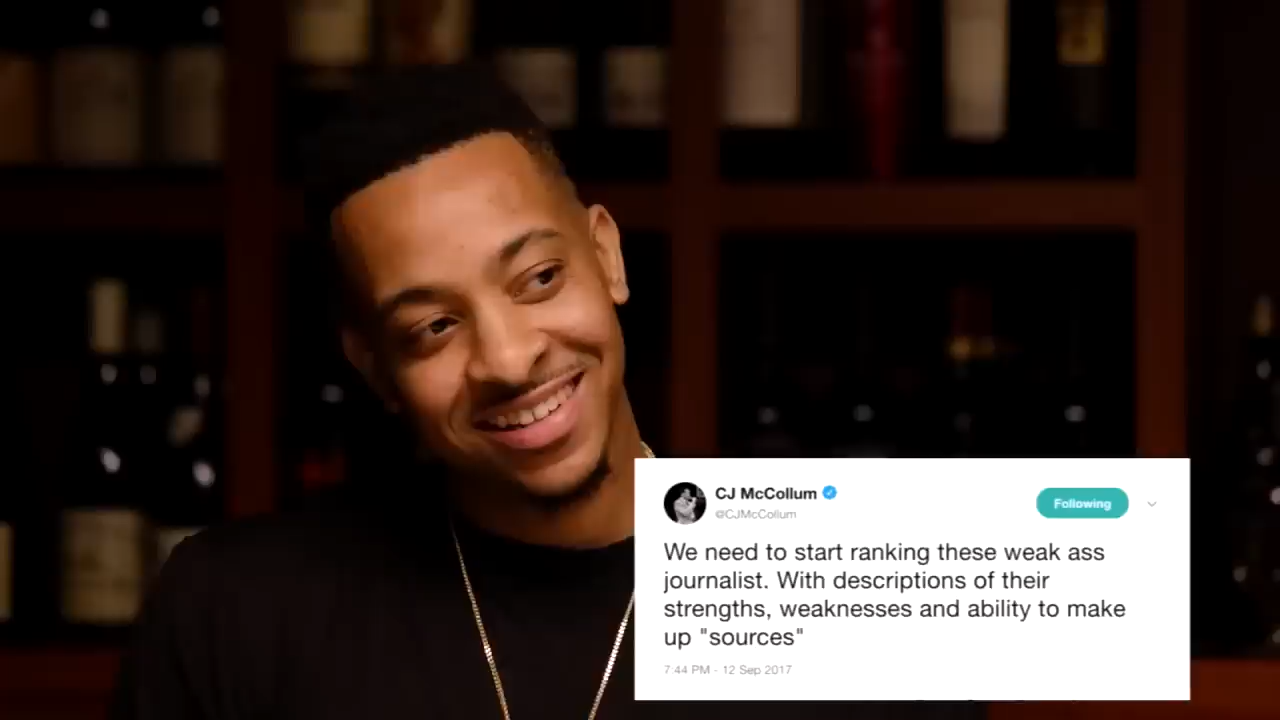 CJ McCollum
@CJMcCollum
Following
We need to start ranking these weak ass
journalist. With descriptions of their
strengths, weaknesses and ability to make
up "sources"
7:44 PM - 12 Sep 2017